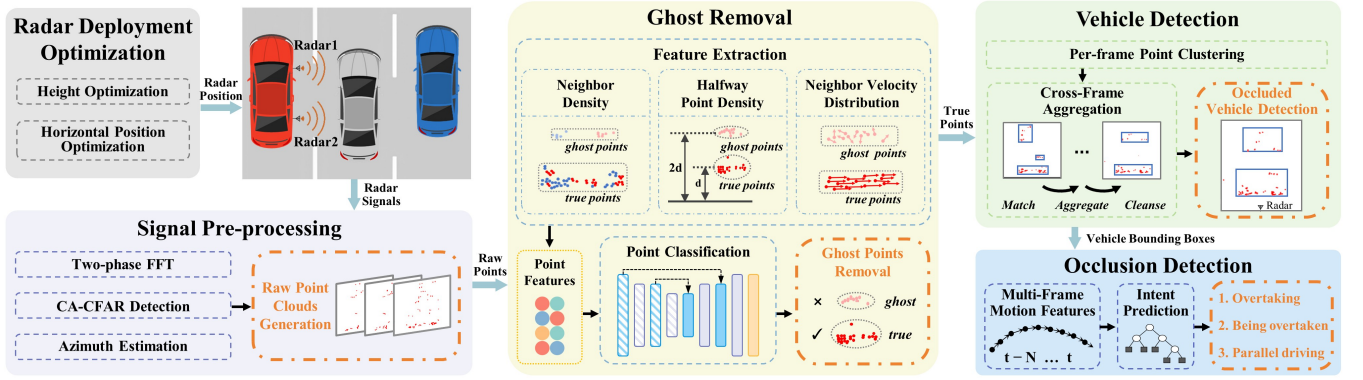 Radar Deployment
Optimization
Height Optimization
Horizontal Position
Optimization
Radar
Position
Radar1
Radar2
Radar
Signals
Signal Pre-processing
Two-phase FFT
CA-CFAR Detection
Azimuth Estimation
Raw Point
Clouds
Generation
Raw
Points
Ghost Removal
Feature Extraction
Neighbor
Density
ghost points
true points
Halfway
Point Density
2d
d
ghost points
true points
Neighbor Velocity
Distribution
ghost points
true points
Point
Features
Point Classification
Ghost Points
Removal
× ghost
✓ true
True
Points
Vehicle Detection
Per-frame Point Clustering
Cross-Frame
Aggregation
...
Match Aggregate Cleanse
Occluded
Vehicle Detection
Radar
Vehicle Bounding Boxes
Occlusion Detection
Multi-Frame
Motion Features
t – N ... t
Intent
Prediction
1. Overtaking
2. Being overtaken
3. Parallel driving